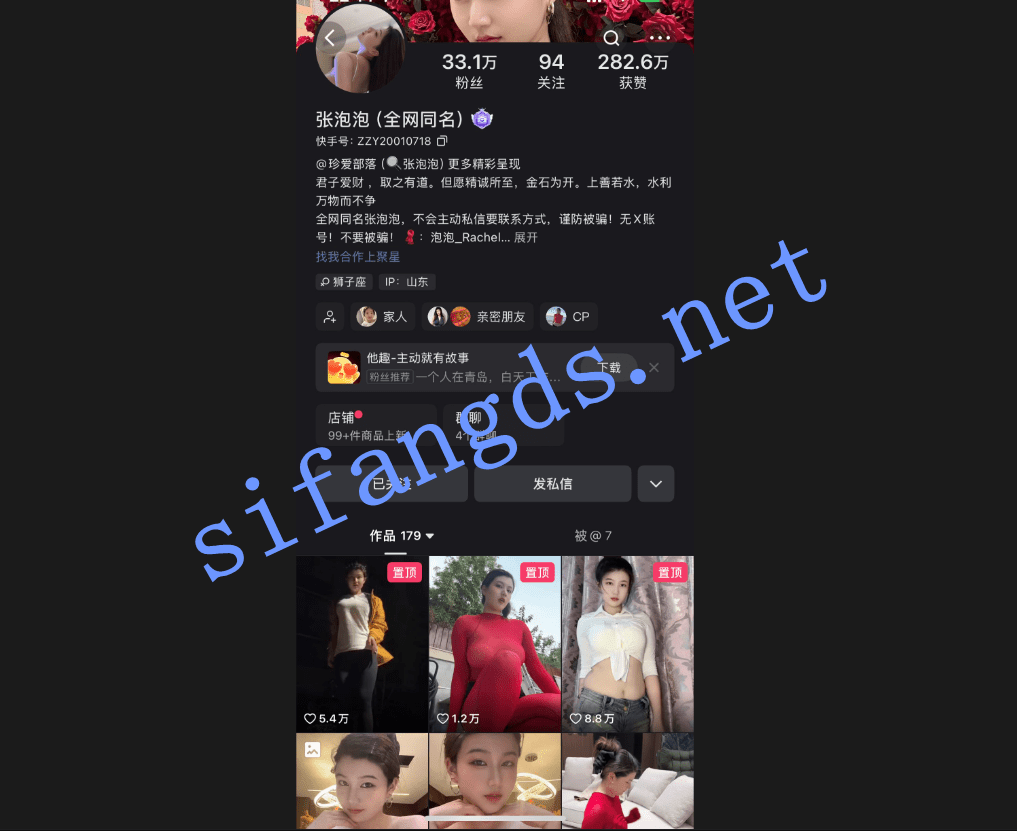 33.1万
94
282.6万
粉丝
关注
获赞
张泡泡 (全网同名)
快手号: ZZY20010718
@珍爱部落 (🔍张泡泡) 更多精彩呈现
君子爱财 ，取之有道。但愿精诚所至，金石为开。上善若水，水利
万物而不争
全网同名张泡泡，不会主动私信要联系方式，谨防被骗！无 X 账
号！不要被骗！💃：泡泡_Rachel... 展开
找我合作上聚星
狮子座
IP：山东
家人
亲密朋友
CP
他趣-主动就有故事
粉丝推荐
一个人在青岛，白天
下载
店铺
群聊
99+件商品上新
4个群聊
已关注
发私信
作品 179
被 @ 7
置顶
置顶
置顶
5.4万
1.2万
8.8万
sifangds.net